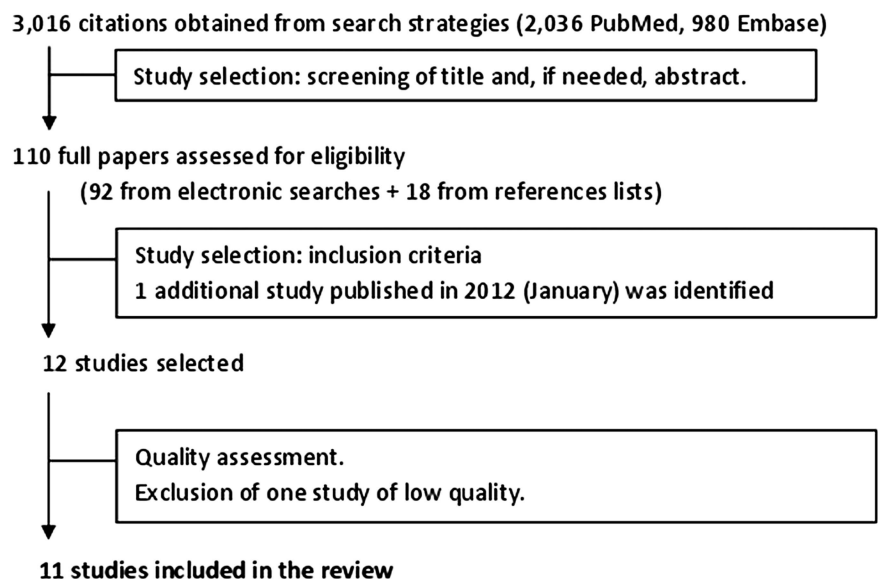 3,016 citations obtained from search strategies (2,036 PubMed, 980 Embase)
Study selection: screening of title and, if needed, abstract.
110 full papers assessed for eligibility
(92 from electronic searches + 18 from references lists)
Study selection: inclusion criteria
1 additional study published in 2012 (January) was identified
12 studies selected
Quality assessment.
Exclusion of one study of low quality.
11 studies included in the review